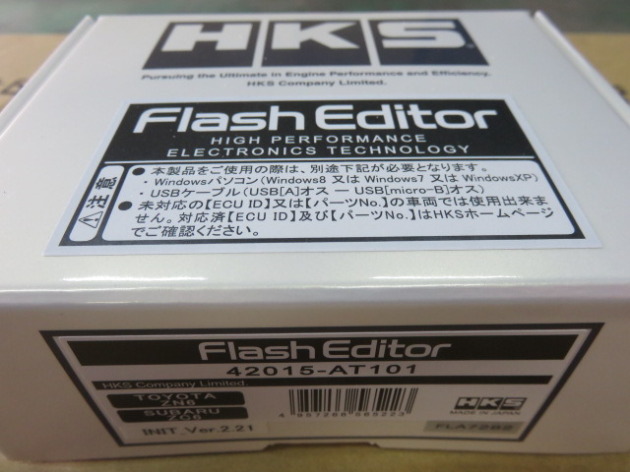 HKS
Pursuing the Ultimate in Engine Performance and Efficiency.
HKS Company Limited.
Flash Editor
HIGH PERFORMANCE
ELECTRONICS TECHNOLOGY
注意
● 本製品をご使用の際は、別途下記が必要となります。
・Windowsパソコン(Windows8 又は Windows7 又は WindowsXP)
・USBケーブル(USB[A]オス ー USB[micro-B]オス)
● 未対応の【ECU ID】又は【パーツNo.】の車両では使用出来ま
せん。対応済【ECU ID】及び【パーツNo.】はHKSホームページ
でご確認ください。
Flash Editor
42015-AT101
HKS Company Limited.
TOYOTA
ZN6
SUBARU
ZC6
INIT_Ver.2.21
HKS
MADE IN JAPAN